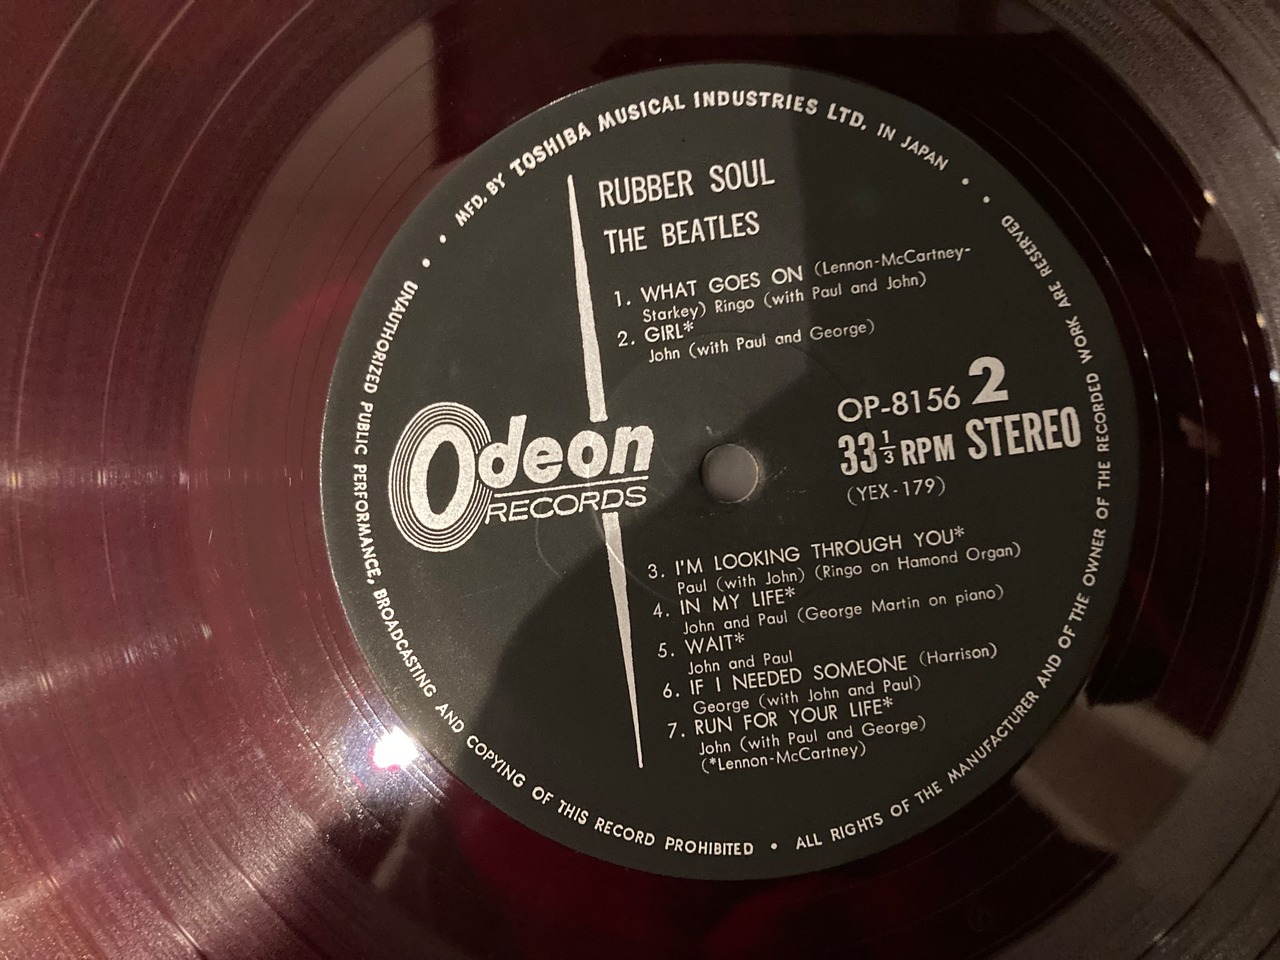 MFD. BY TOSHIBA MUSICAL INDUSTRIES LTD. IN JAPAN
RUBBER SOUL
THE BEATLES
1. WHAT GOES ON (Lennon-McCartney-
Starkey) Ringo (with Paul and John)
2. GIRL*
John (with Paul and George)
OP-8156 2
33 1/3 RPM STEREO
(YEX-179)
Odeon
RECORDS
3. I'M LOOKING THROUGH YOU*
Paul (with John) (Ringo on Hamond Organ)
4. IN MY LIFE*
John and Paul (George Martin on piano)
5. WAIT*
John and Paul
6. IF I NEEDED SOMEONE (Harrison)
George (with John and Paul)
7. RUN FOR YOUR LIFE*
John (with Paul and George)
(*Lennon-McCartney)
UNAUTHORIZED PUBLIC PERFORMANCE, BROADCASTING AND COPYING OF THIS RECORD PROHIBITED • ALL RIGHTS OF THE MANUFACTURER AND OF THE OWNER OF THE RECORDED WORK ARE RESERVED